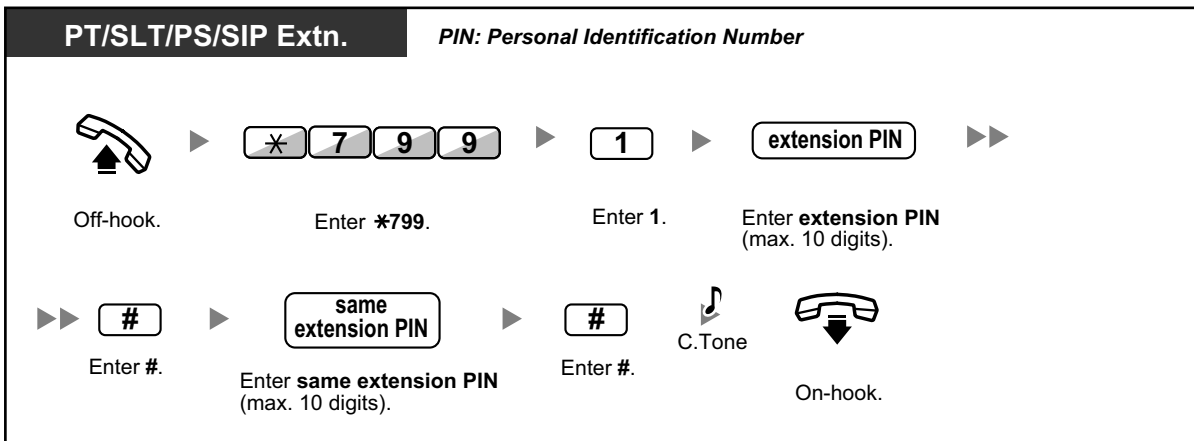 PT/SLT/PS/SIP Extn.
PIN: Personal Identification Number
* 7 9 9
1
extension PIN
Off-hook.
Enter *799.
Enter 1.
Enter extension PIN
(max. 10 digits).
#
same
extension PIN
#
C.Tone
Enter #.
Enter same extension PIN
(max. 10 digits).
Enter #.
On-hook.